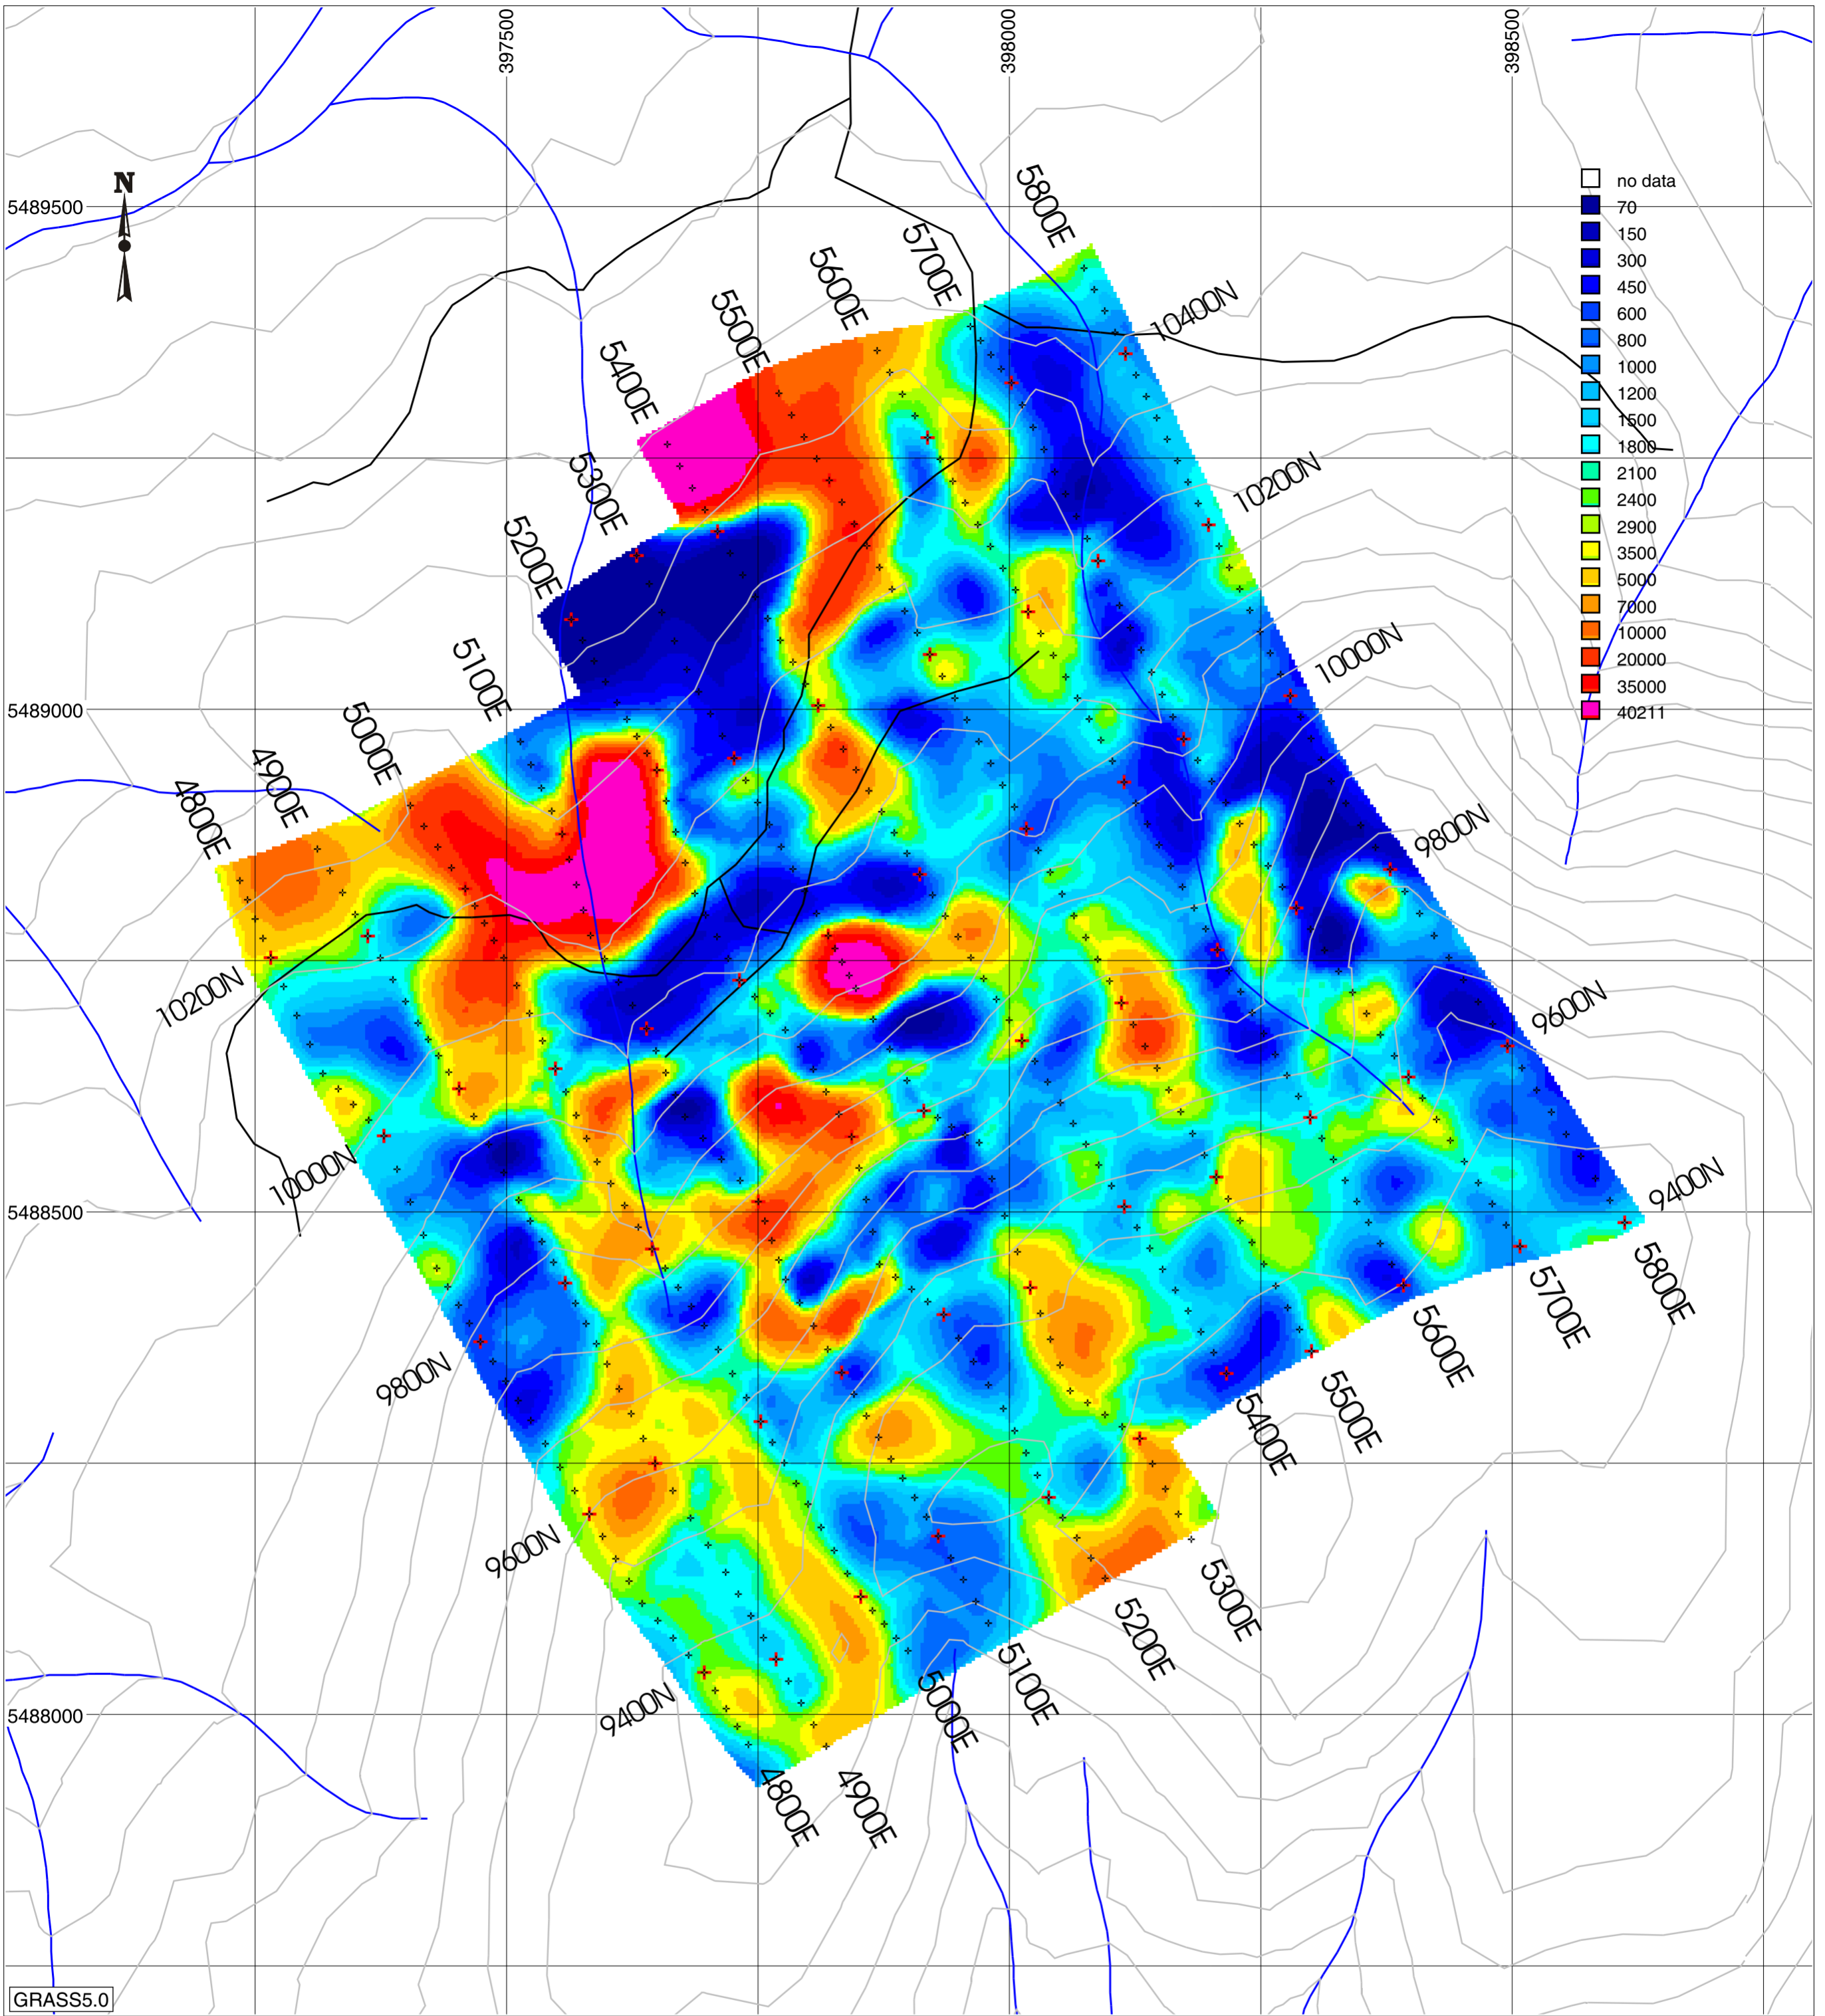 397500
398000
398500
N
5489500
5489000
5488500
5488000
no data
70
150
300
450
600
800
1000
1200
1500
1800
2100
2400
2900
3500
5000
7000
10000
20000
35000
40211
5800E
5700E
5600E
5500E
5400E
5300E
5200E
5100E
5000E
4900E
4800E
10400N
10200N
10000N
9800N
9600N
9400N
10200N
10000N
9800N
9600N
9400N
5800E
5700E
5600E
5500E
5400E
5300E
5200E
5100E
5000E
4900E
4800E
GRASS5.0